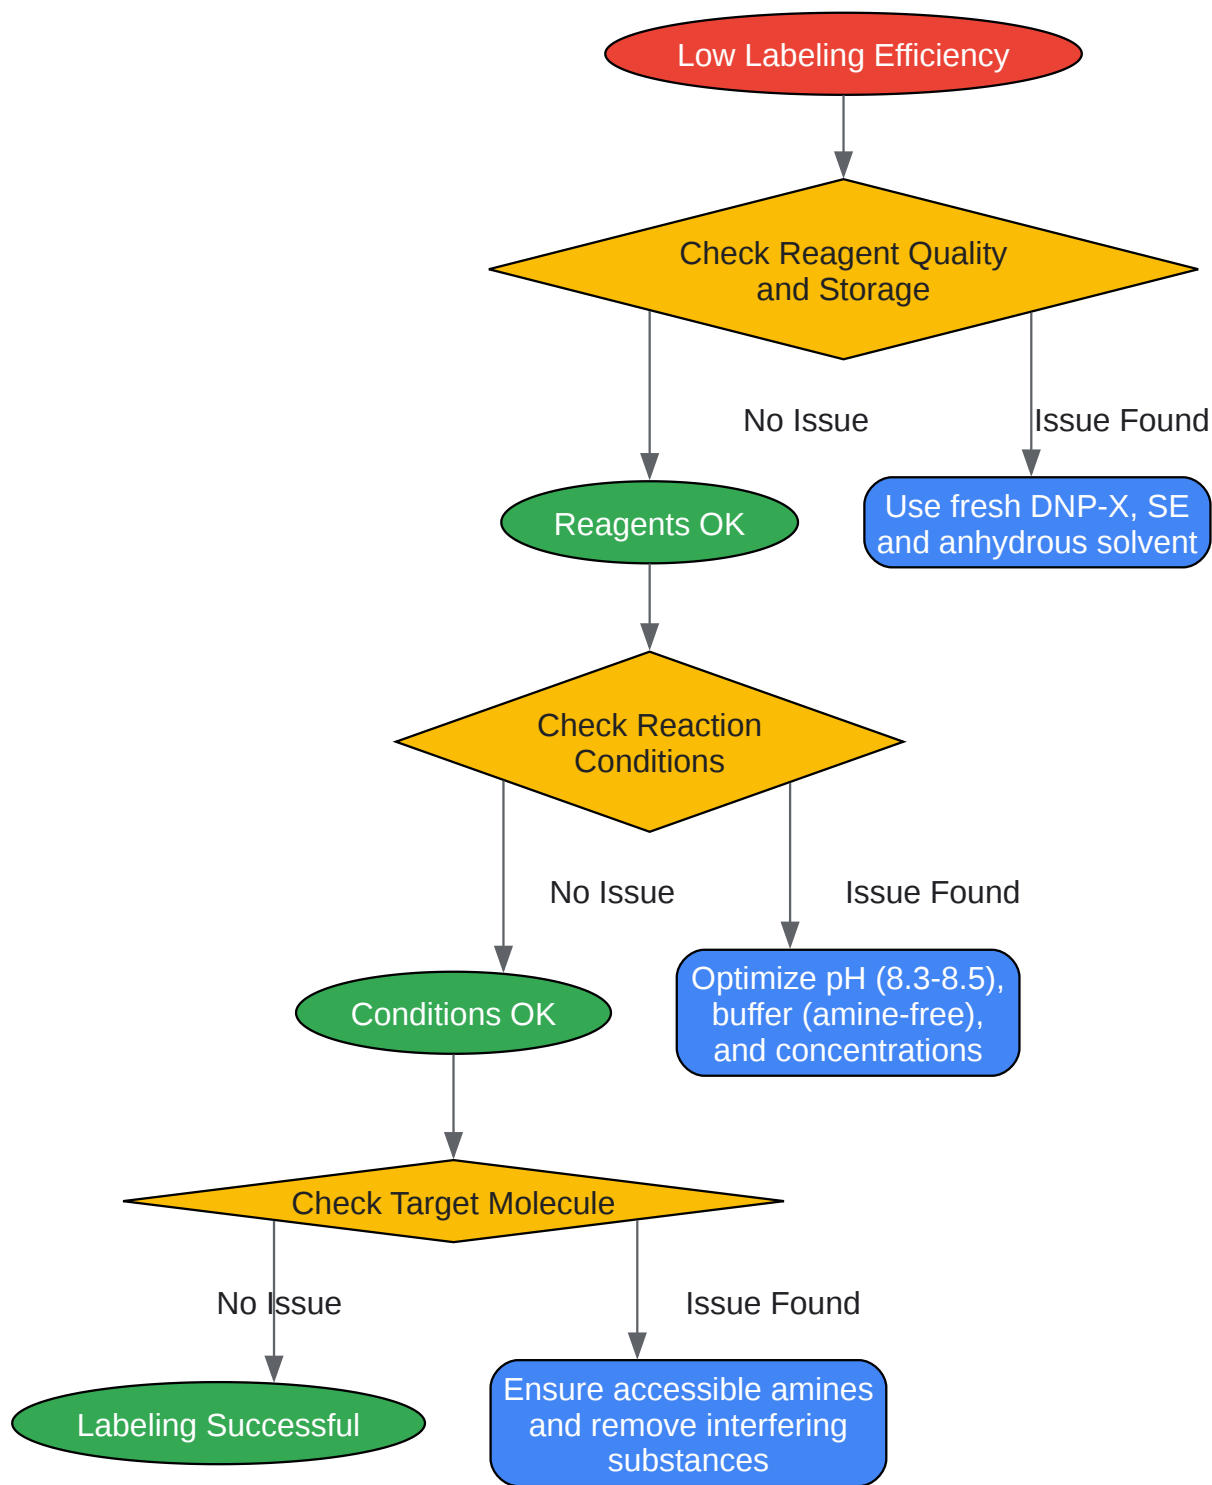 Low Labeling Efficiency
Check Reagent Quality
and Storage
No Issue
Issue Found
Reagents OK
Use fresh DNP-X, SE
and anhydrous solvent
Check Reaction
Conditions
No Issue
Issue Found
Conditions OK
Optimize pH (8.3-8.5),
buffer (amine-free),
and concentrations
Check Target Molecule
No Issue
Issue Found
Labeling Successful
Ensure accessible amines
and remove interfering
substances